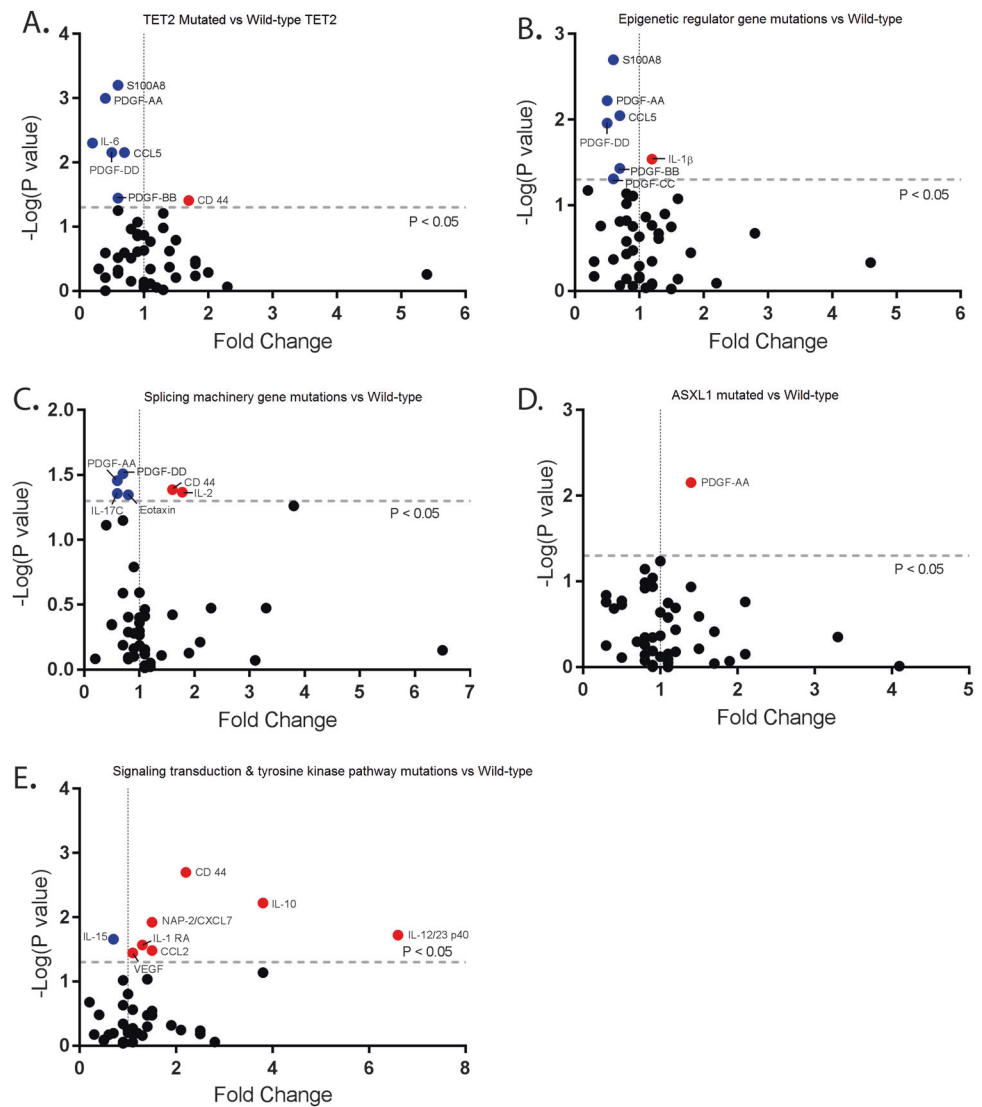 A.
TET2 Mutated vs Wild-type TET2
4
3
2
1
0
-Log(P value)
S100A8
PDGF-AA
IL-6
CCL5
PDGF-DD
PDGF-BB
CD 44
P < 0.05
0 1 2 3 4 5 6
Fold Change
B.
Epigenetic regulator gene mutations vs Wild-type
3
2
1
0
-Log(P value)
S100A8
PDGF-AA
CCL5
PDGF-DD
IL-1β
PDGF-BB
PDGF-CC
P < 0.05
0 1 2 3 4 5 6
Fold Change
C.
Splicing machinery gene mutations vs Wild-type
2.0
1.5
1.0
0.5
0.0
-Log(P value)
PDGF-AA
PDGF-DD
CD 44
IL-2
IL-17C
Eotaxin
P < 0.05
0 1 2 3 4 5 6 7
Fold Change
D.
ASXL1 mutated vs Wild-type
3
2
1
0
-Log(P value)
PDGF-AA
P < 0.05
0 1 2 3 4 5
Fold Change
E.
Signaling transduction & tyrosine kinase pathway mutations vs Wild-type
4
3
2
1
0
-Log(P value)
CD 44
IL-10
NAP-2/CXCL7
IL-15
IL-1 RA
IL-12/23 p40
CCL2
VEGF
P < 0.05
0 2 4 6 8
Fold Change